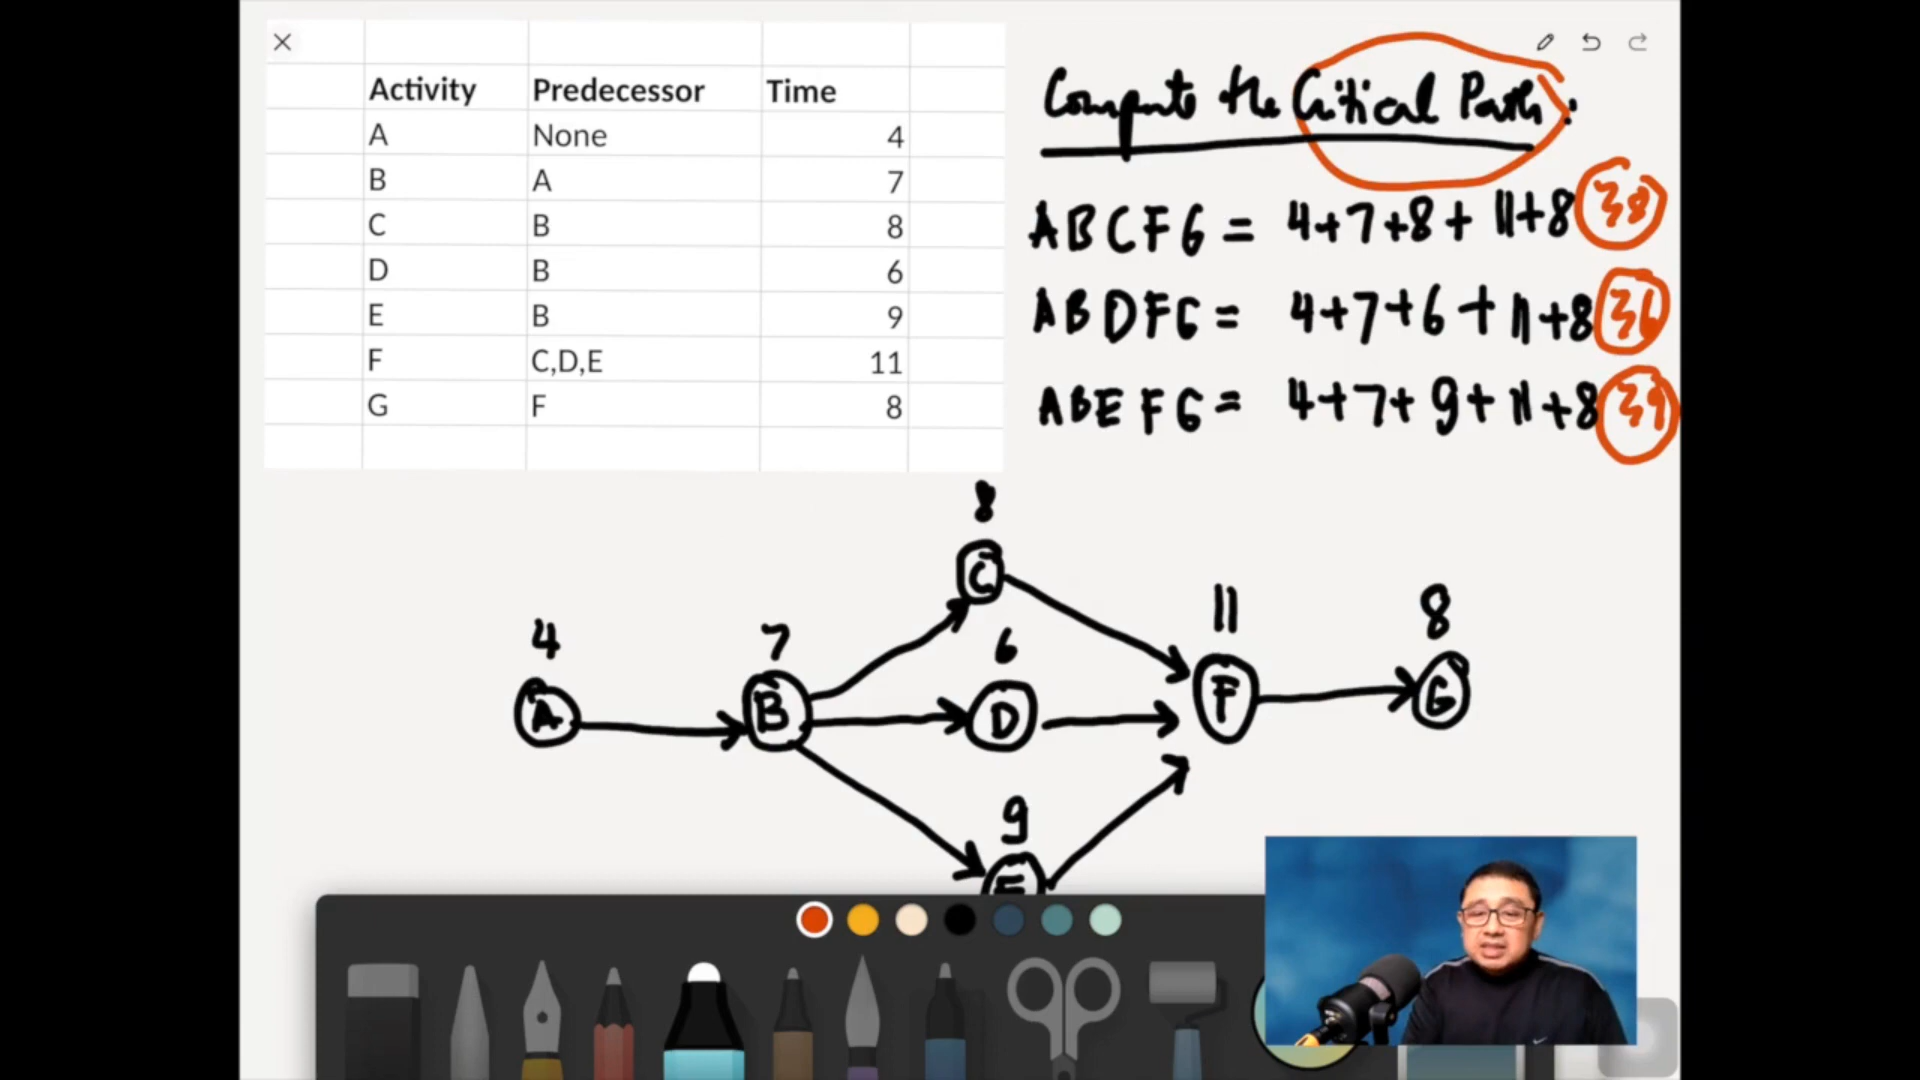 Activity Predecessor Time
A None 4
B A 7
C B 8
D B 6
E B 9
F C,D,E 11
G F 8
Compute the Critical Path:
ABCFG = 4+7+8+11+8 38
ABDFG = 4+7+6+11+8 36
ABEFG = 4+7+9+11+8 39
8
C
4
A
7
B
6
D
11
F
8
G
9
E